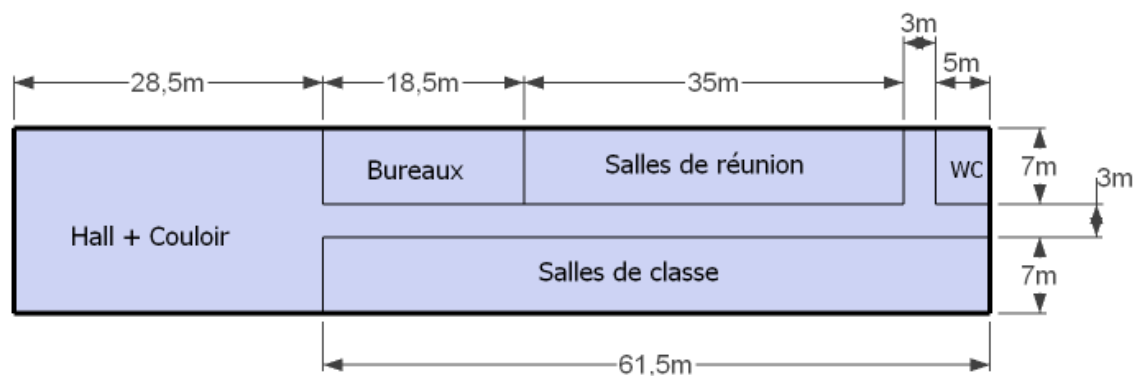 3m
28,5m 18,5m 35m 5m
Bureaux Salles de réunion WC 7m 3m
Hall + Couloir
Salles de classe 7m
61,5m